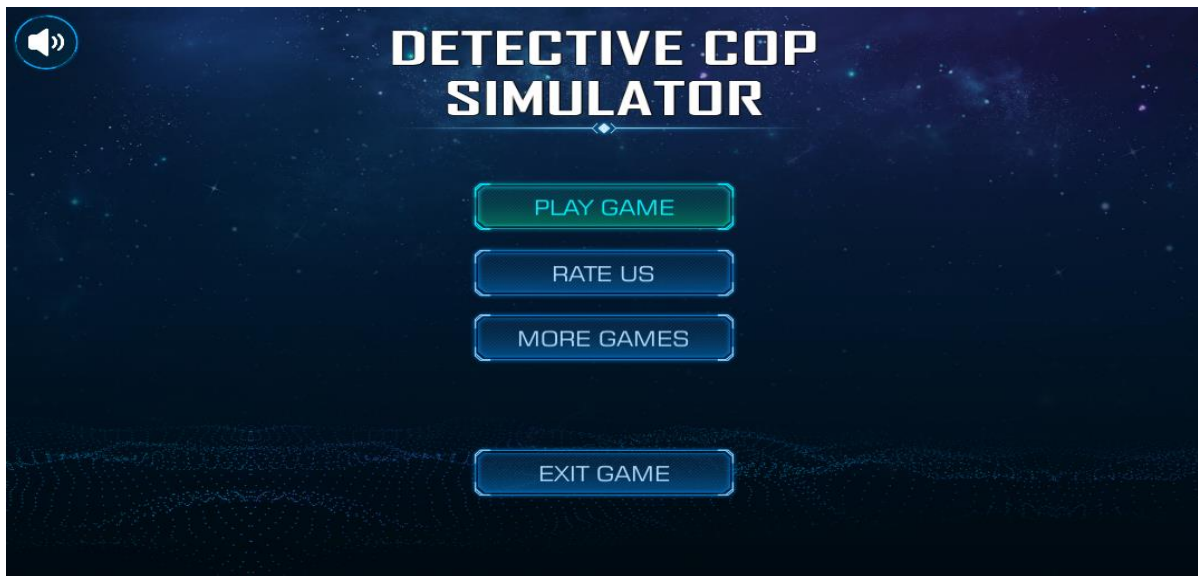 DETECTIVE COP
SIMULATOR
PLAY GAME
RATE US
MORE GAMES
EXIT GAME